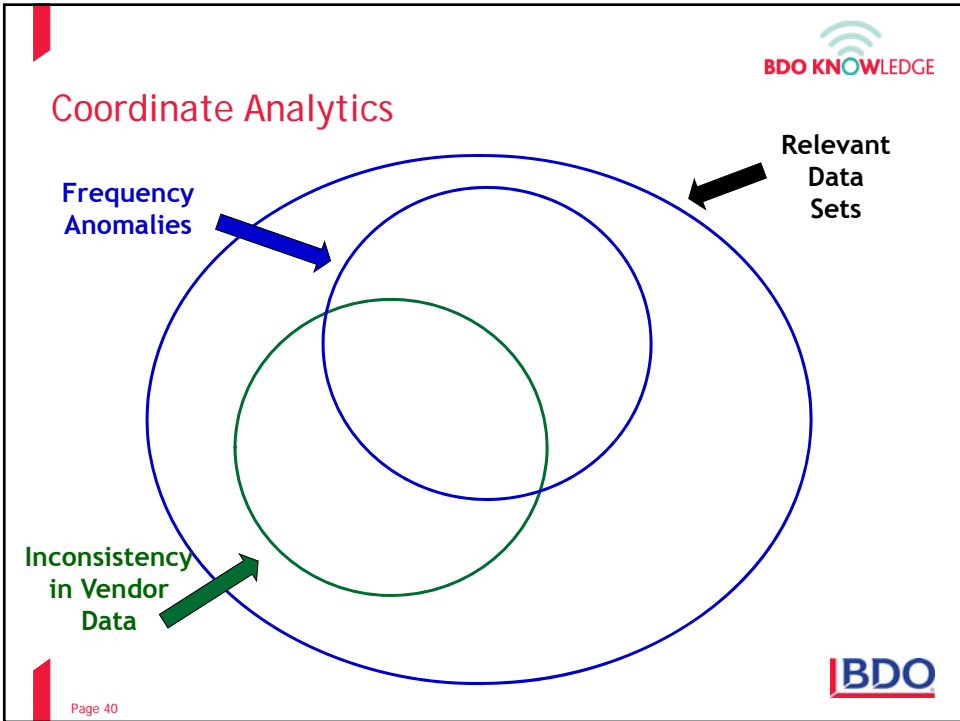 BDO KNOWLEDGE
Coordinate Analytics
Relevant
Data
Sets
Frequency
Anomalies
Inconsistency
in Vendor
Data
Page 40
BDO